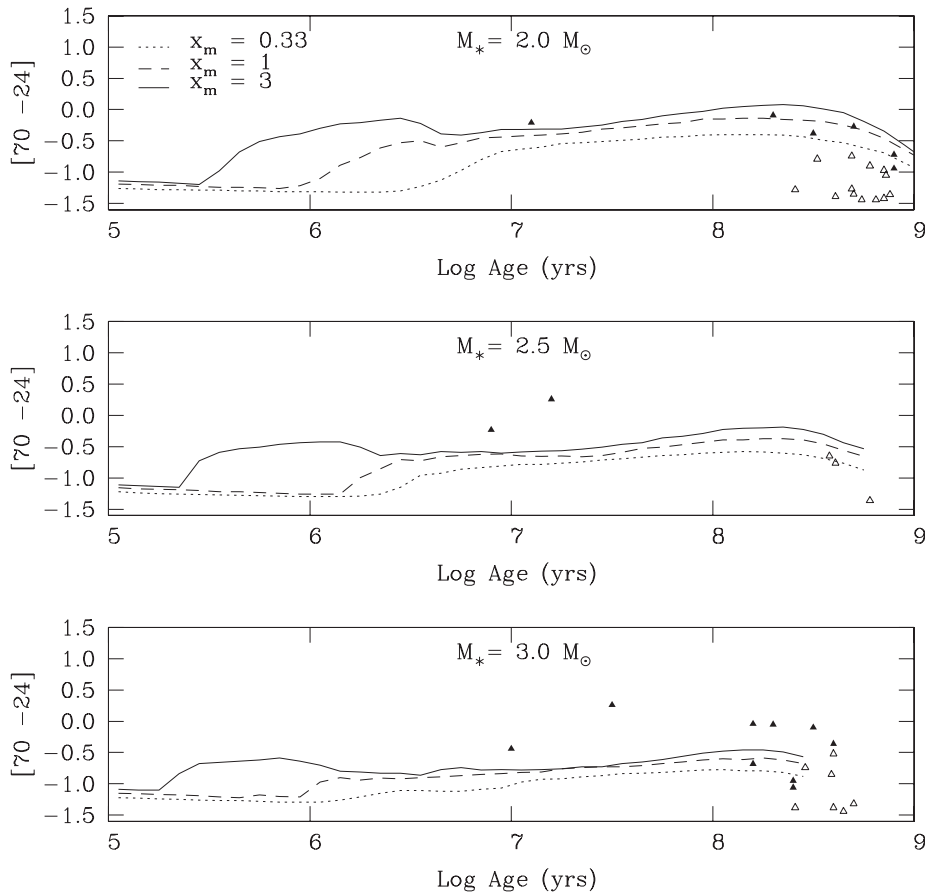 1.5
1.0
0.5
0.0
−0.5
−1.0
−1.5
[70 −24]
x_m = 0.33
x_m = 1
x_m = 3
M_* = 2.0 M_⊙
5 6 7 8 9
Log Age (yrs)
1.5
1.0
0.5
0.0
−0.5
−1.0
−1.5
[70 −24]
M_* = 2.5 M_⊙
5 6 7 8 9
Log Age (yrs)
1.5
1.0
0.5
0.0
−0.5
−1.0
−1.5
[70 −24]
M_* = 3.0 M_⊙
5 6 7 8 9
Log Age (yrs)